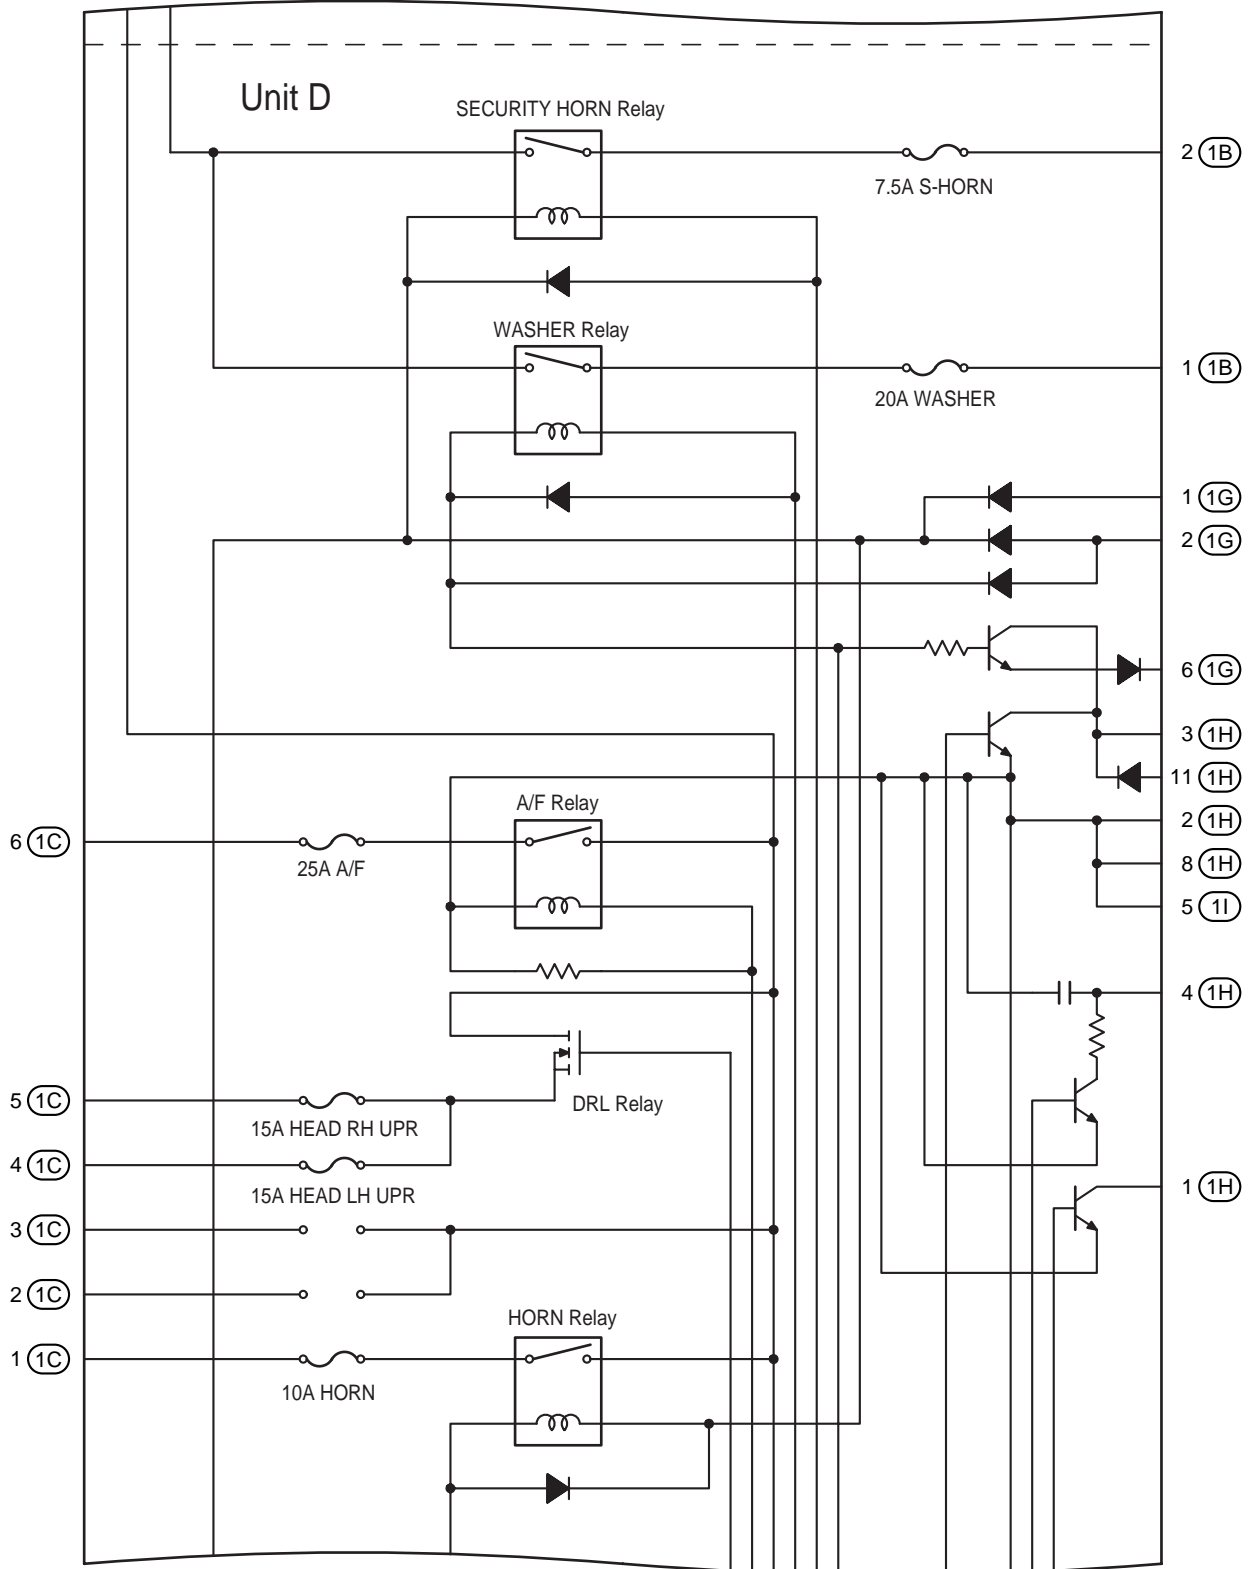 Unit D
SECURITY HORN Relay
2 1B
7.5A S-HORN
WASHER Relay
1 1B
20A WASHER
1 1G
2 1G
6 1G
3 1H
11 1H
A/F Relay
2 1H
6 1C
25A A/F
8 1H
5 1I
4 1H
5 1C
DRL Relay
15A HEAD RH UPR
4 1C
15A HEAD LH UPR
1 1H
3 1C
2 1C
HORN Relay
1 1C
10A HORN